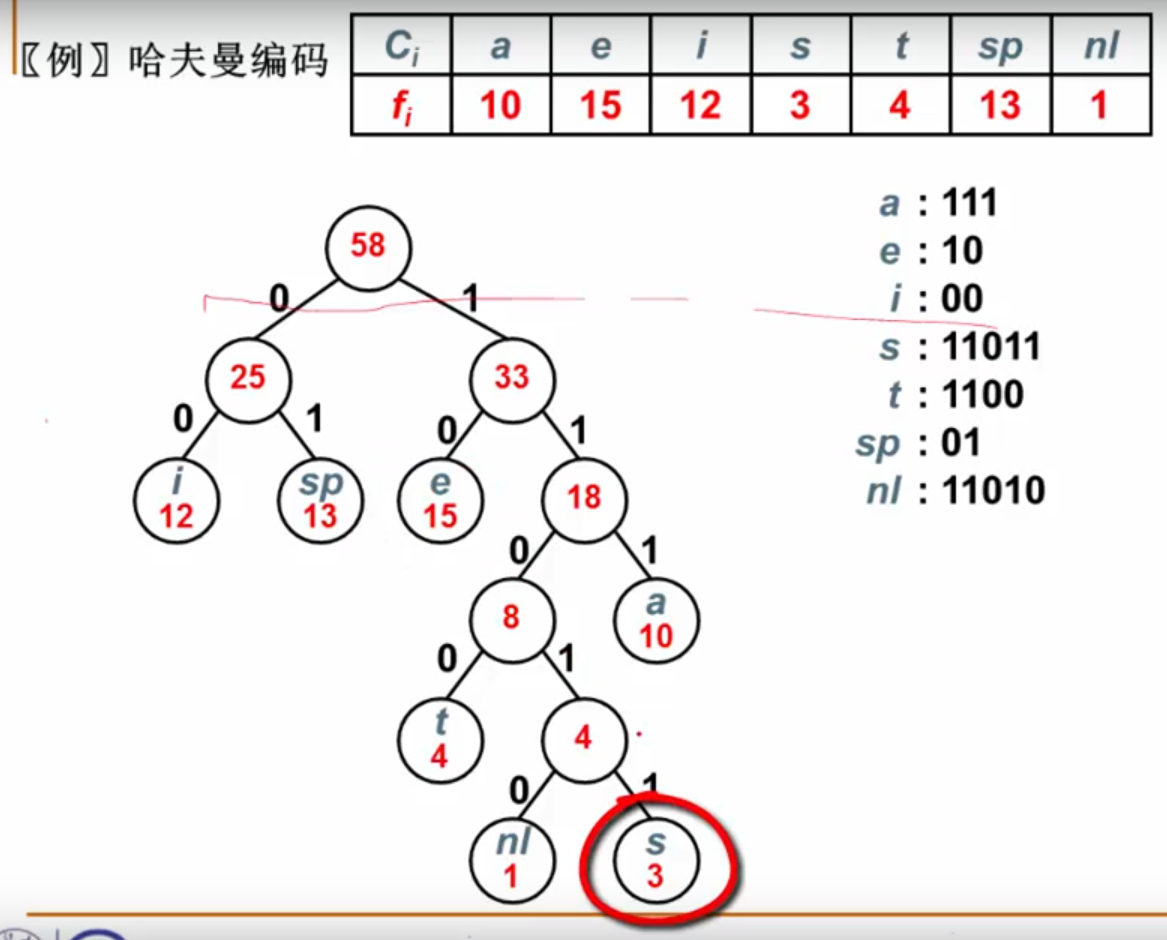 〖例〗哈夫曼编码
Ci a e i s t sp nl
fi 10 15 12 3 4 13 1
a : 111
e : 10
i : 00
s : 11011
t : 1100
sp : 01
nl : 11010
58
0 1
25 33
0 1 0 1
i 12 sp 13 e 15 18
0 1
8 a 10
0 1
t 4 4
0 1
nl 1 s 3